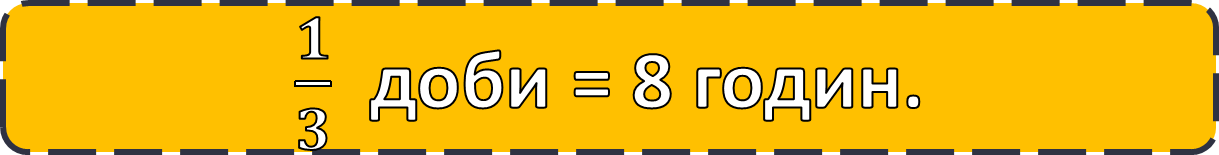 1/3 доби = 8 годин.